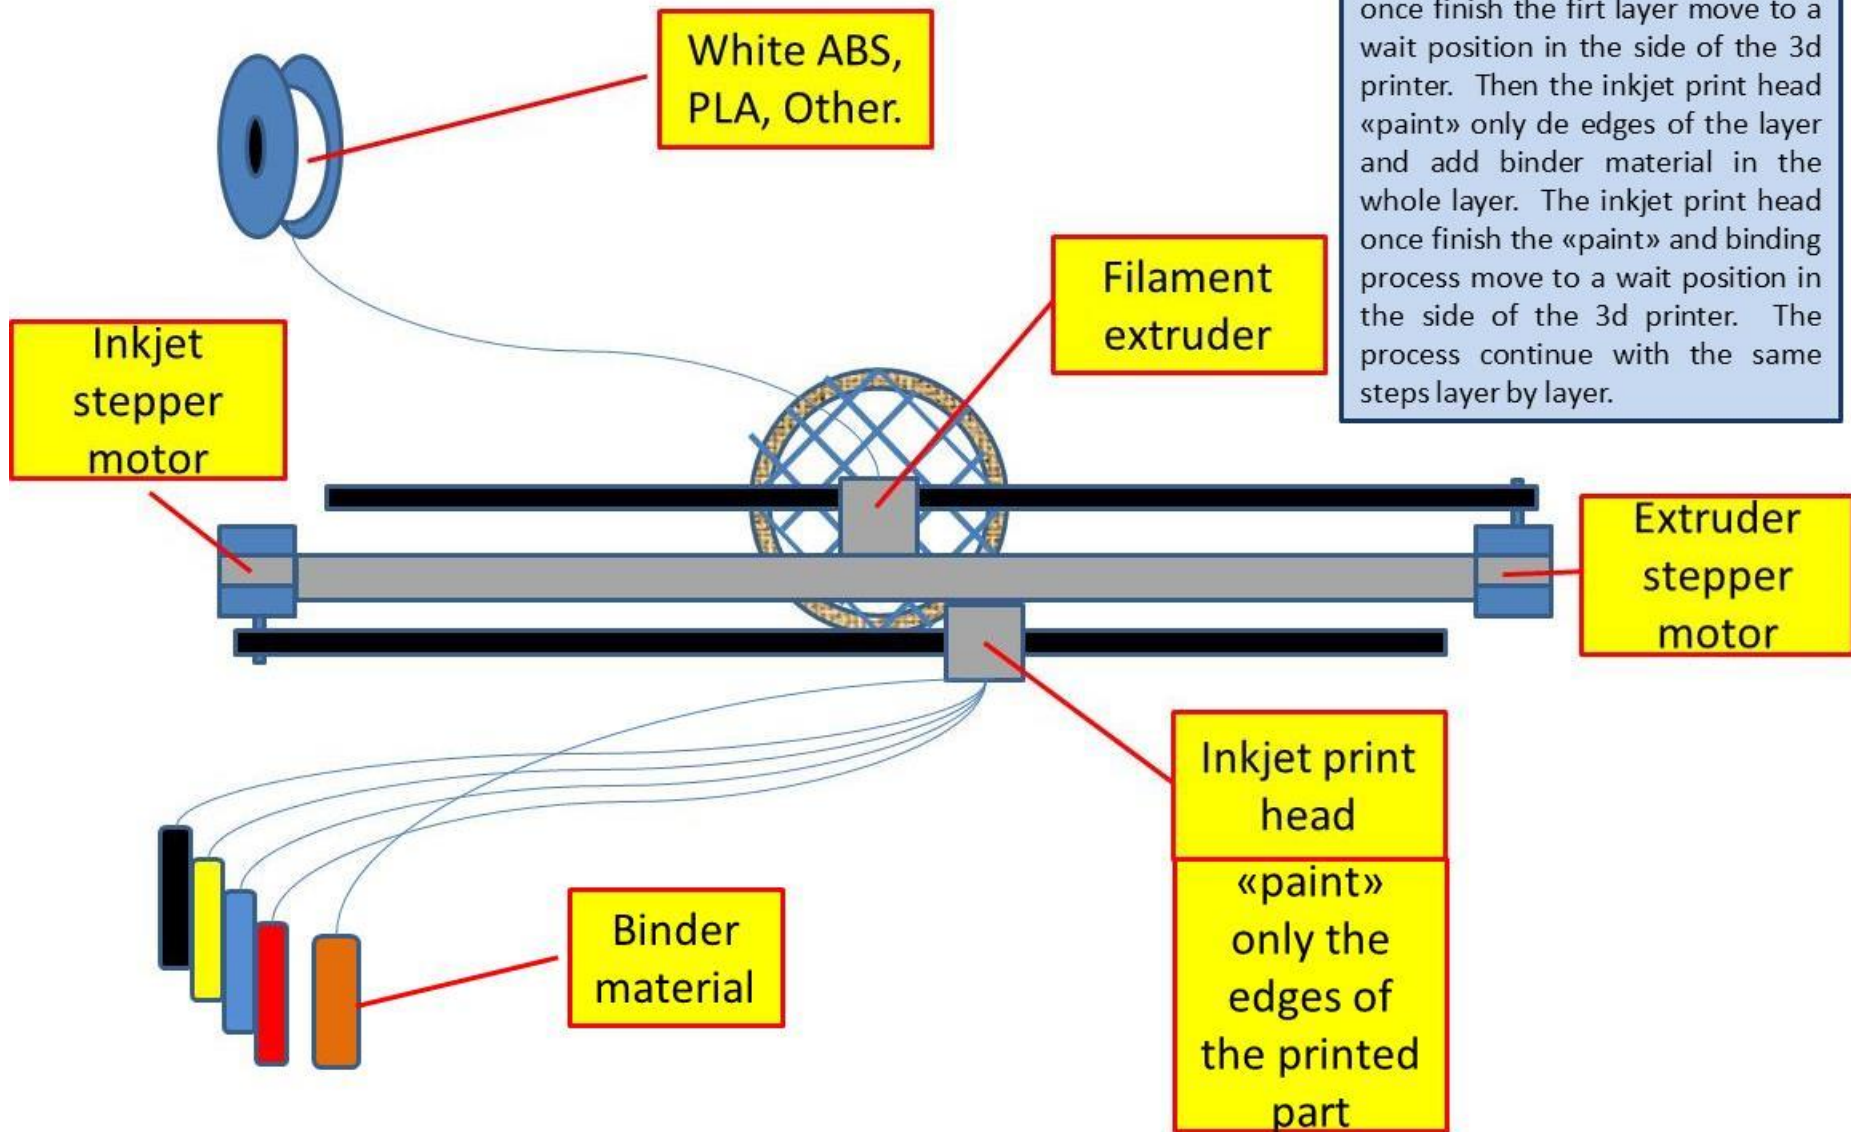 White ABS,
PLA, Other.
once finish the firt layer move to a
wait position in the side of the 3d
printer. Then the inkjet print head
«paint» only de edges of the layer
and add binder material in the
whole layer. The inkjet print head
once finish the «paint» and binding
process move to a wait position in
the side of the 3d printer. The
process continue with the same
steps layer by layer.
Filament
extruder
Inkjet
stepper
motor
Extruder
stepper
motor
Inkjet print
head
«paint»
only the
edges of
the printed
part
Binder
material